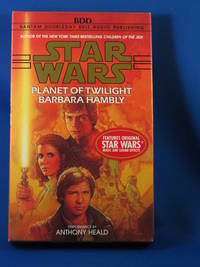 BDD
BANTAM DOUBLEDAY DELL AUDIO PUBLISHING
AUTHOR OF THE NEW YORK TIMES BESTSELLING CHILDREN OF THE JEDI
STAR
WARS
PLANET OF TWILIGHT
BARBARA HAMBLY
FEATURES ORIGINAL
STAR WARS
MUSIC AND SOUND EFFECTS
PERFORMANCE BY
ANTHONY HEALD